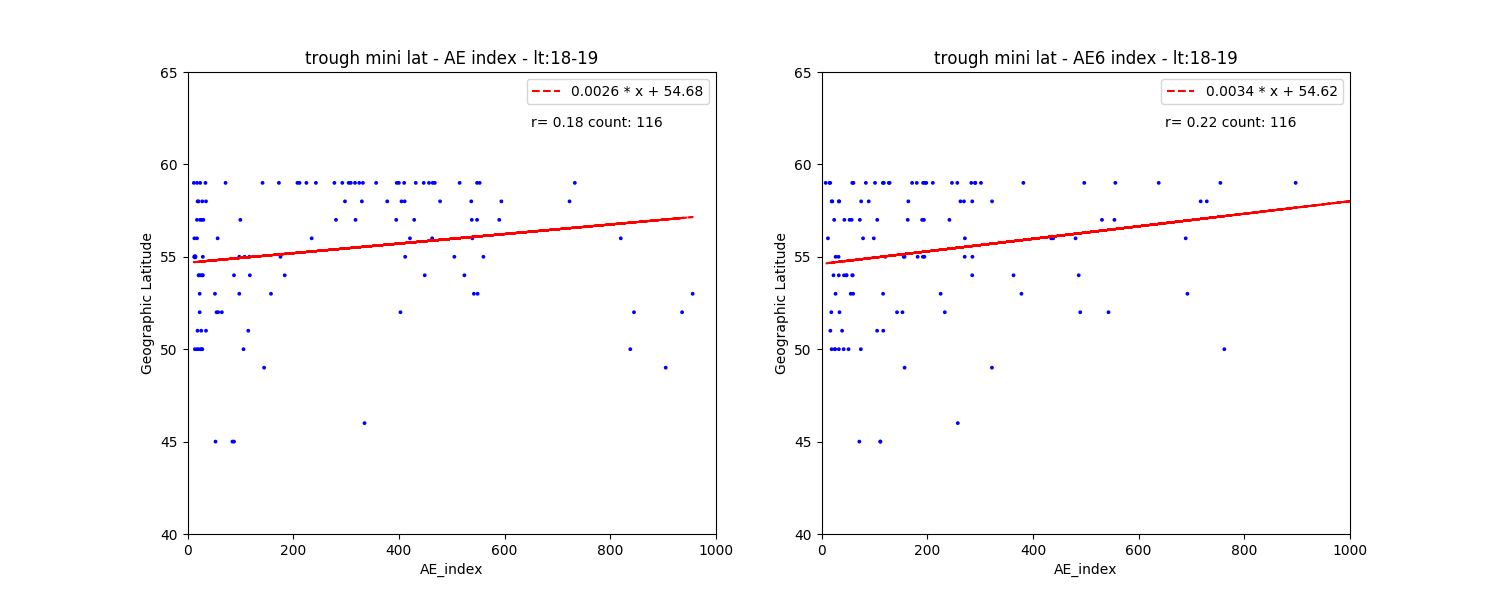 trough mini lat - AE index - lt:18-19
0.0026 * x + 54.68
r= 0.18 count: 116
65
60
55
50
45
40
Geographic Latitude
0 200 400 600 800 1000
AE_index
trough mini lat - AE6 index - lt:18-19
0.0034 * x + 54.62
r= 0.22 count: 116
65
60
55
50
45
40
Geographic Latitude
0 200 400 600 800 1000
AE_index